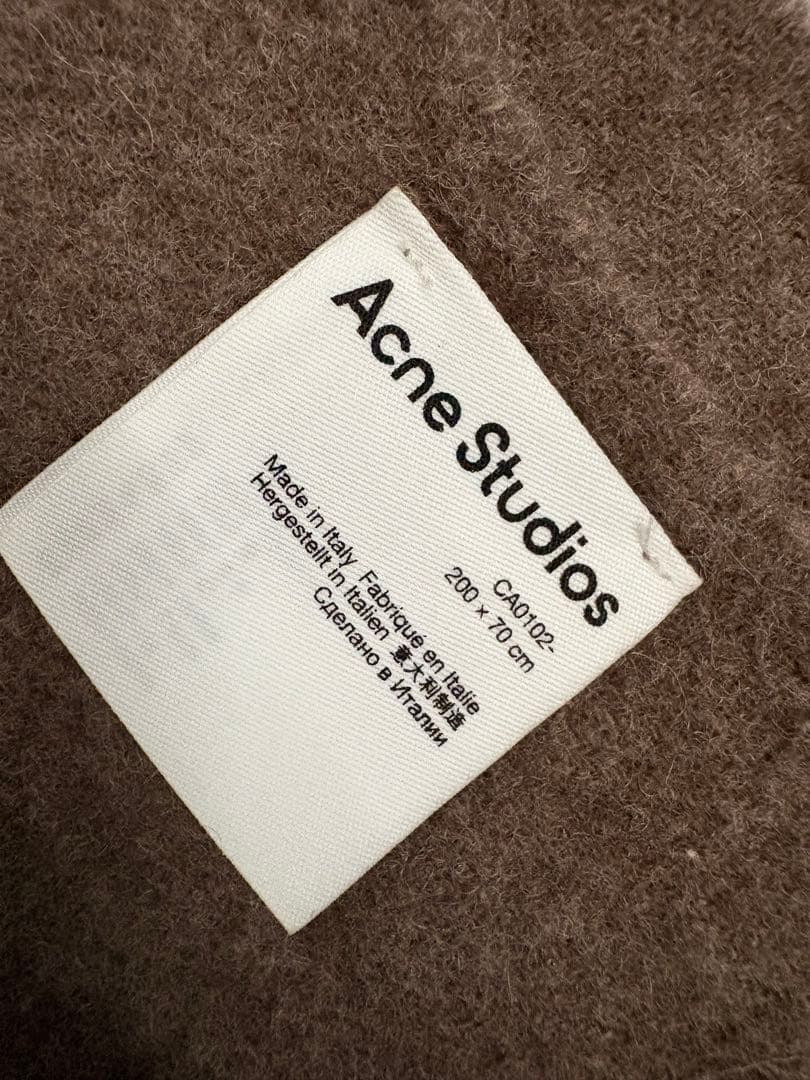 Acne Studios
CA0102-
200 x 70 cm
Made in Italy Fabriqué en Italie
Hergestellt in Italien 意大利制造
Сделано в Италии